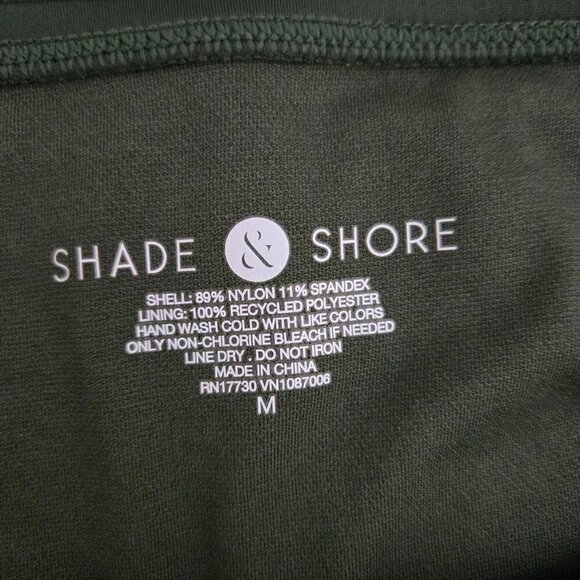 SHADE & SHORE
SHELL: 89% NYLON 11% SPANDEX
LINING: 100% RECYCLED POLYESTER
HAND WASH COLD WITH LIKE COLORS
ONLY NON-CHLORINE BLEACH IF NEEDED
LINE DRY . DO NOT IRON
MADE IN CHINA
RN17730 VN1087006
M